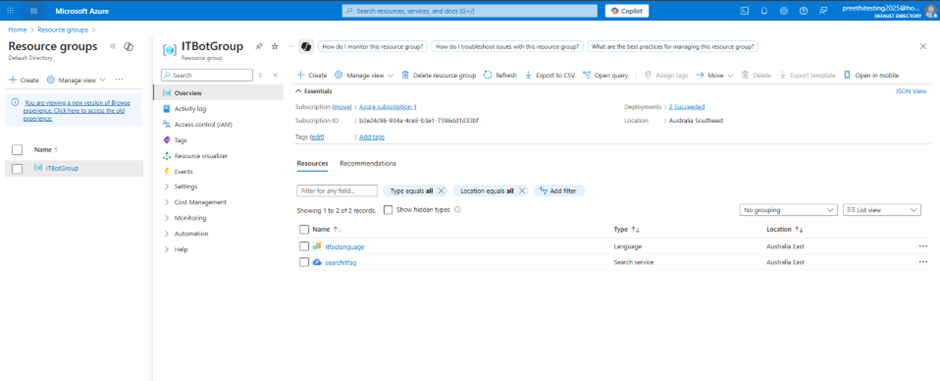 Microsoft Azure
Search resources, services, and docs (G+/)
Copilot
preethitesting2025@ho...
DEFAULT DIRECTORY
Home > Resource groups >
Resource groups
Default Directory
+ Create Manage view ...
You are viewing a new version of Browse
experience. Click here to access the old
experience.
Name ↑
ITBotGroup
ITBotGroup
Resource group
How do I monitor this resource group?
How do I troubleshoot issues with this resource group?
What are the best practices for managing this resource group?
Search
Overview
Activity log
Access control (IAM)
Tags
Resource visualizer
Events
Settings
Cost Management
Monitoring
Automation
Help
+ Create Manage view Delete resource group Refresh Export to CSV Open query Assign tags Move Delete Export template Open in mobile
Essentials
JSON View
Subscription (move) : Azure subscription 1
Deployments : 2 Succeeded
Subscription ID : b2e24c96-934a-4ce5-b3e1-7396dd1d33bf
Location : Australia Southeast
Tags (edit) : Add tags
Resources Recommendations
Filter for any field...
Type equals all
Location equals all
Add filter
Showing 1 to 2 of 2 records.
Show hidden types
No grouping
List view
Name ↑ Type ↑↓ Location ↑↓
itfaqlanguage Language Australia East ...
searchitfaq Search service Australia East ...